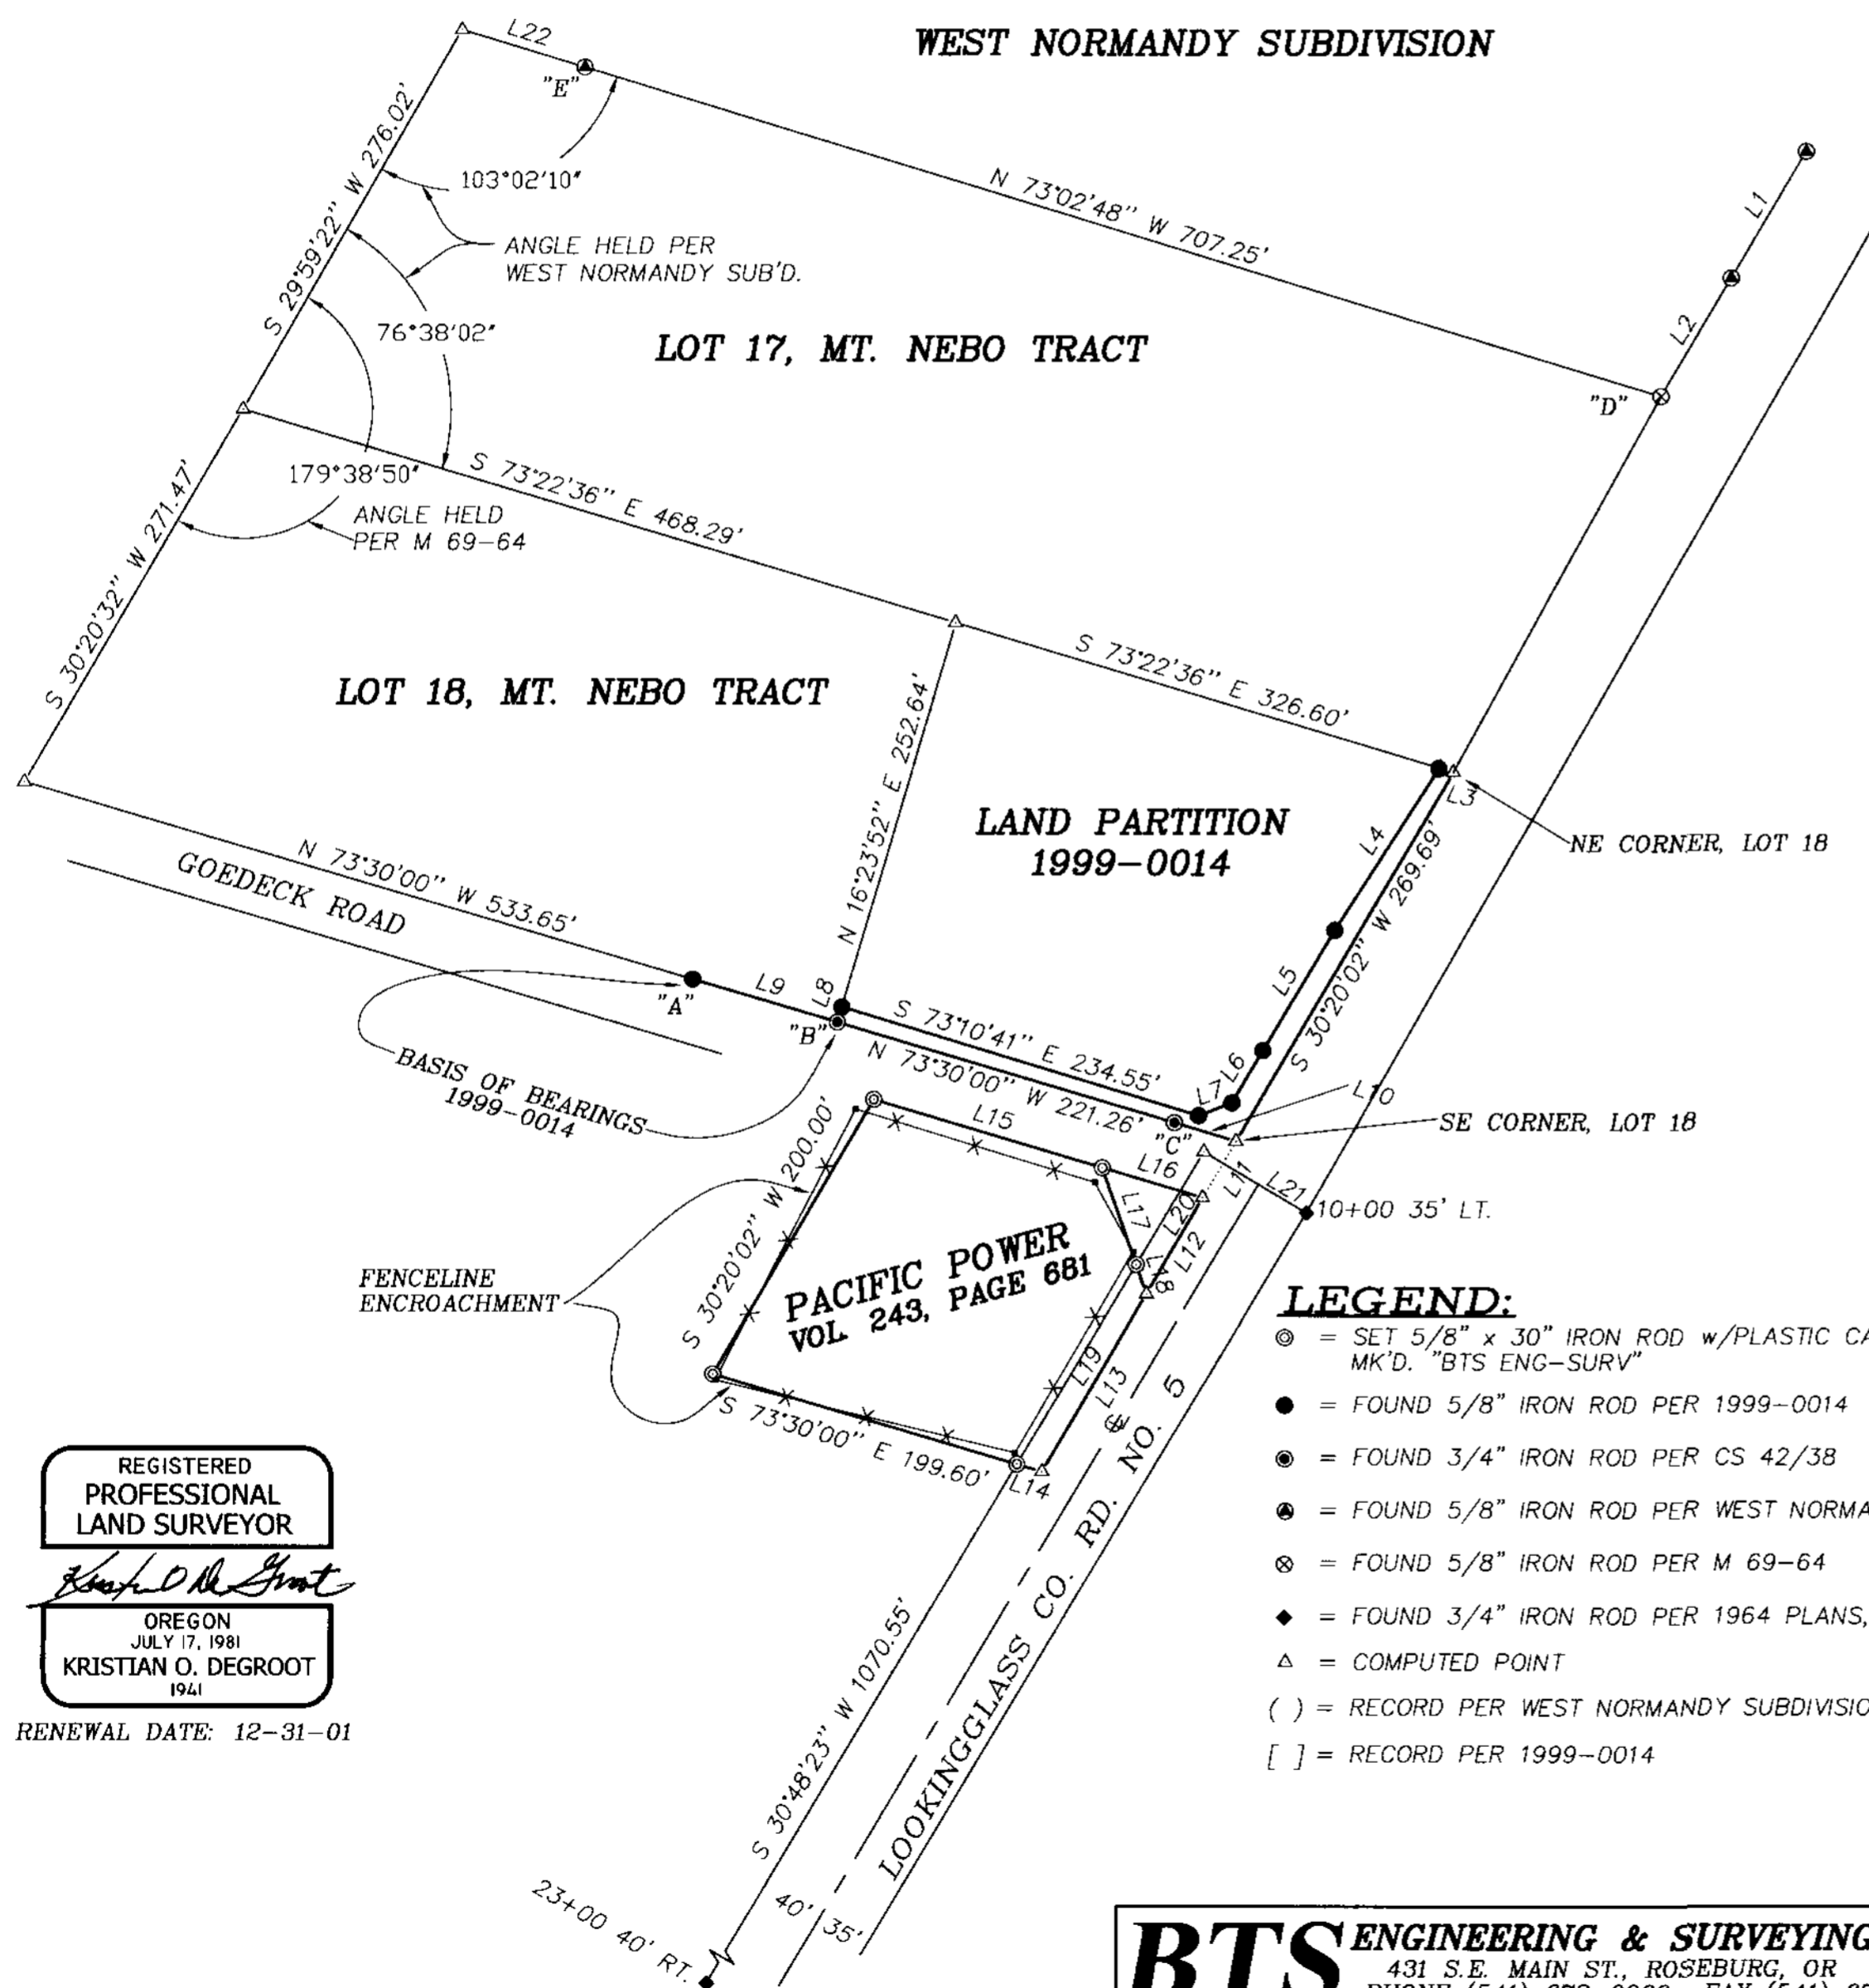 WEST NORMANDY SUBDIVISION
L22
"E"
S 29°59'22" W 276.02'
103°02'10"
ANGLE HELD PER
WEST NORMANDY SUB'D.
76°38'02"
N 73°02'48" W 707.25'
L1
L2
"D"
LOT 17, MT. NEBO TRACT
179°38'50"
ANGLE HELD
PER M 69-64
S 73°22'36" E 468.29'
S 30°20'32" W 271.47'
S 73°22'36" E 326.60'
LOT 18, MT. NEBO TRACT
N 16°23'52" E 252.64'
LAND PARTITION
1999-0014
L3
L4
NE CORNER, LOT 18
S 30°20'02" W 269.69'
L5
N 73°30'00" W 533.65'
GOEDECK ROAD
"A"
L9
L8
"B"
S 73°10'41" E 234.55'
N 73°30'00" W 221.26'
L7
L6
L10
"C"
SE CORNER, LOT 18
BASIS OF BEARINGS
1999-0014
L15
L16
L11
L21
10+00 35' LT.
L17
L20
L12
L18
S 30°20'02" W 200.00'
PACIFIC POWER
VOL. 243, PAGE 681
FENCELINE
ENCROACHMENT
L19
L13
S 73°30'00" E 199.60'
L14
LOOKINGGLASS CO. RD. NO. 5
S 30°48'23" W 1070.55'
23+00 40' RT.
40' 35'
LEGEND:
= SET 5/8" x 30" IRON ROD w/PLASTIC CA
MK'D. "BTS ENG-SURV"
= FOUND 5/8" IRON ROD PER 1999-0014
= FOUND 3/4" IRON ROD PER CS 42/38
= FOUND 5/8" IRON ROD PER WEST NORMA
= FOUND 5/8" IRON ROD PER M 69-64
= FOUND 3/4" IRON ROD PER 1964 PLANS,
= COMPUTED POINT
( ) = RECORD PER WEST NORMANDY SUBDIVISIO
[ ] = RECORD PER 1999-0014
REGISTERED
PROFESSIONAL
LAND SURVEYOR
Kristian O DeGroot
OREGON
JULY 17, 1981
KRISTIAN O. DEGROOT
1941
RENEWAL DATE: 12-31-01
BTS ENGINEERING & SURVEYING
431 S.E. MAIN ST., ROSEBURG, OR